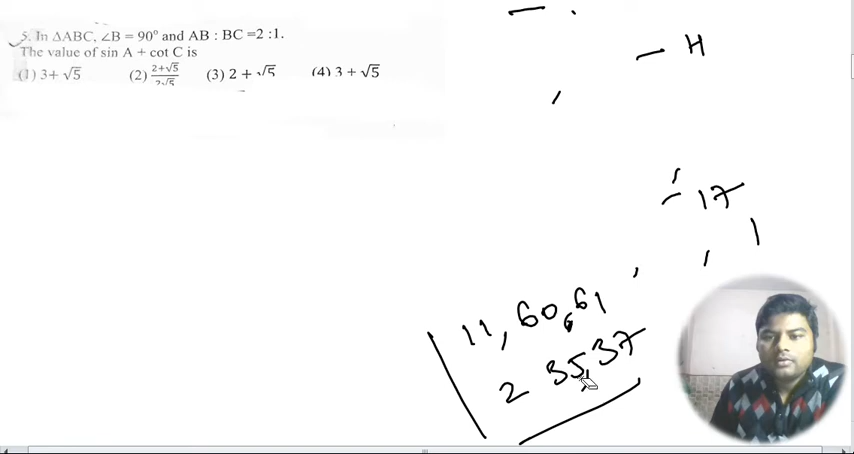 5. In ΔABC, ∠B = 90° and AB : BC =2 :1.
The value of sin A + cot C is
(1) 3+ √5 (2) 2+√5 / 2√5 (3) 2 + √5 (4) 3 + √5
H
17
1
11, 60, 61
2 35, 37